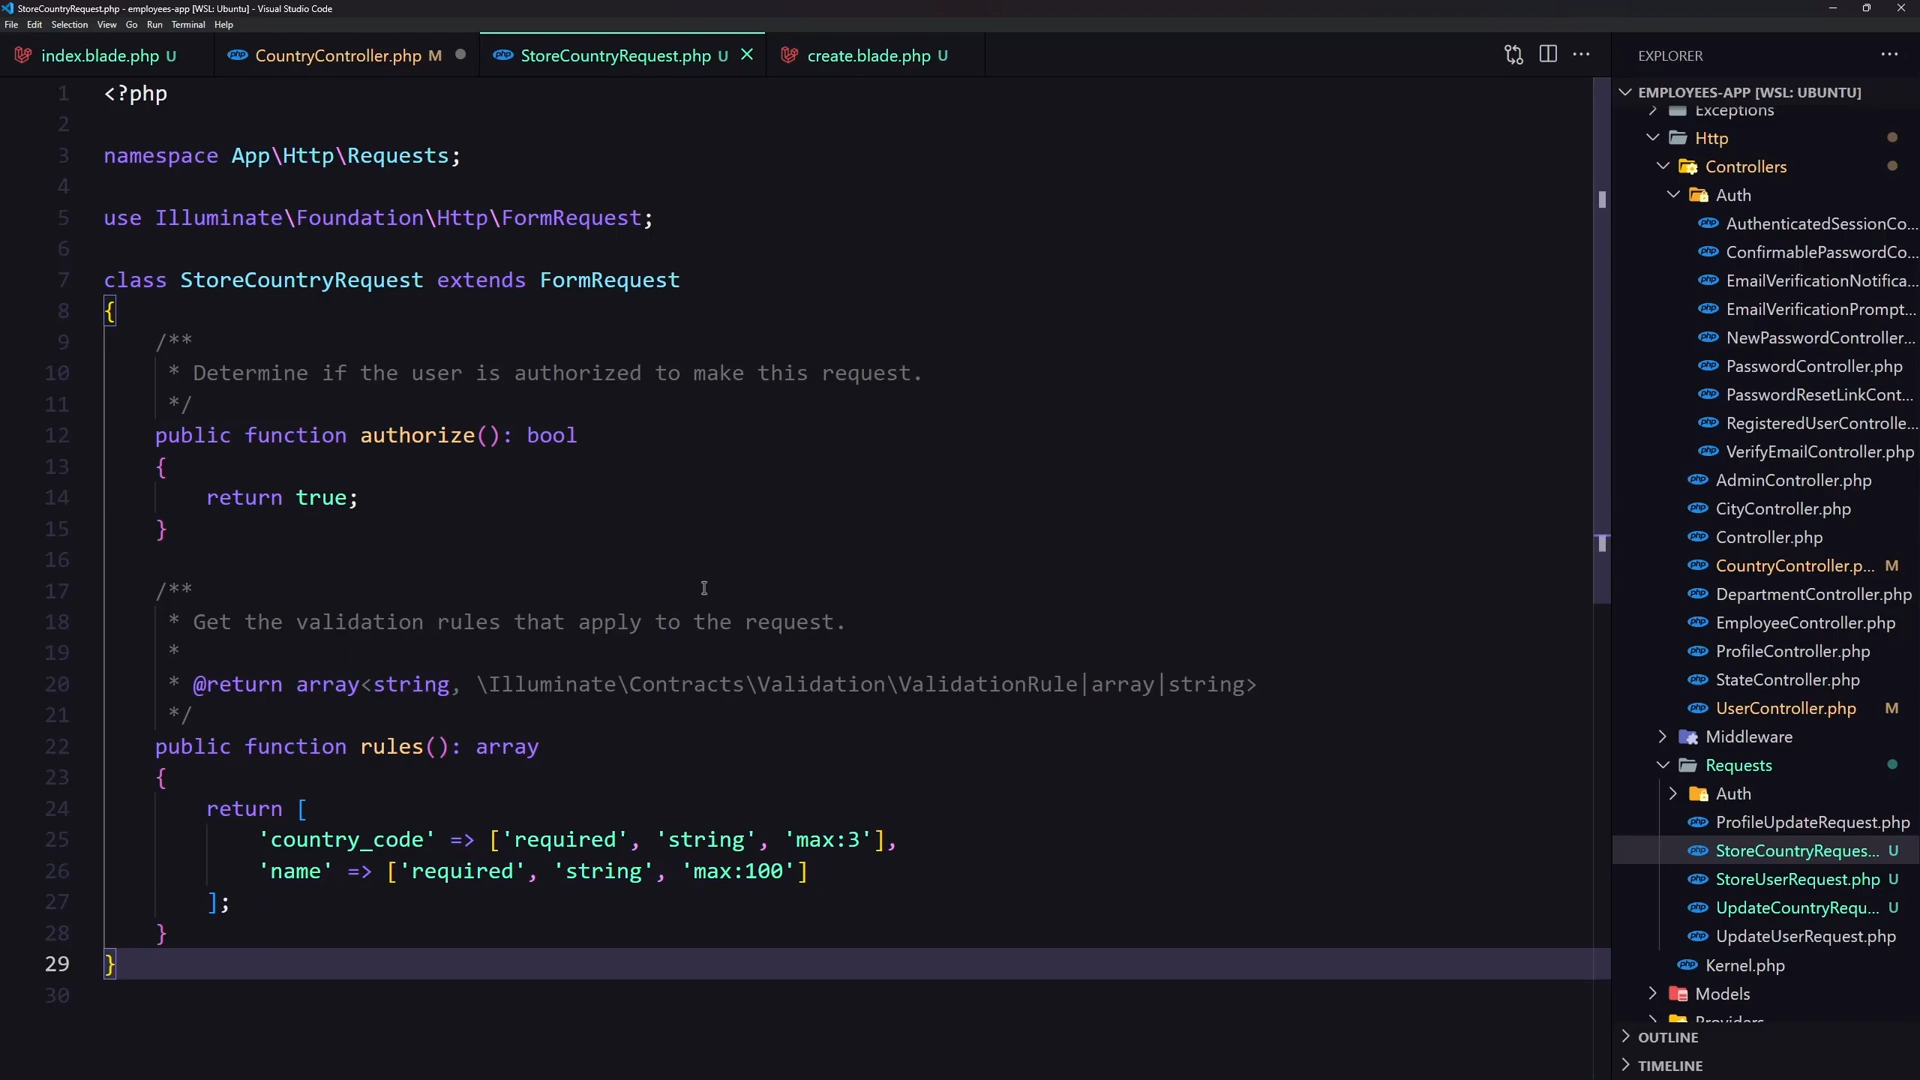 StoreCountryRequest.php - employees-app [WSL: Ubuntu] - Visual Studio Code
File Edit Selection View Go Run Terminal Help
index.blade.php U
CountryController.php M
StoreCountryRequest.php U
create.blade.php U
1 <?php
2
3 namespace App\Http\Requests;
4
5 use Illuminate\Foundation\Http\FormRequest;
6
7 class StoreCountryRequest extends FormRequest
8 {
9 /**
10 * Determine if the user is authorized to make this request.
11 */
12 public function authorize(): bool
13 {
14 return true;
15 }
16
17 /**
18 * Get the validation rules that apply to the request.
19 *
20 * @return array<string, \Illuminate\Contracts\Validation\ValidationRule|array|string>
21 */
22 public function rules(): array
23 {
24 return [
25 'country_code' => ['required', 'string', 'max:3'],
26 'name' => ['required', 'string', 'max:100']
27 ];
28 }
29 }
30
EXPLORER
EMPLOYEES-APP [WSL: UBUNTU]
Exceptions
Http
Controllers
Auth
AuthenticatedSessionCo...
ConfirmablePasswordCo...
EmailVerificationNotifica...
EmailVerificationPrompt...
NewPasswordController...
PasswordController.php
PasswordResetLinkCont...
RegisteredUserControlle...
VerifyEmailController.php
AdminController.php
CityController.php
Controller.php
CountryController.p... M
DepartmentController.php
EmployeeController.php
ProfileController.php
StateController.php
UserController.php M
Middleware
Requests
Auth
ProfileUpdateRequest.php
StoreCountryReques... U
StoreUserRequest.php U
UpdateCountryRequ... U
UpdateUserRequest.php
Kernel.php
Models
Providers
OUTLINE
TIMELINE